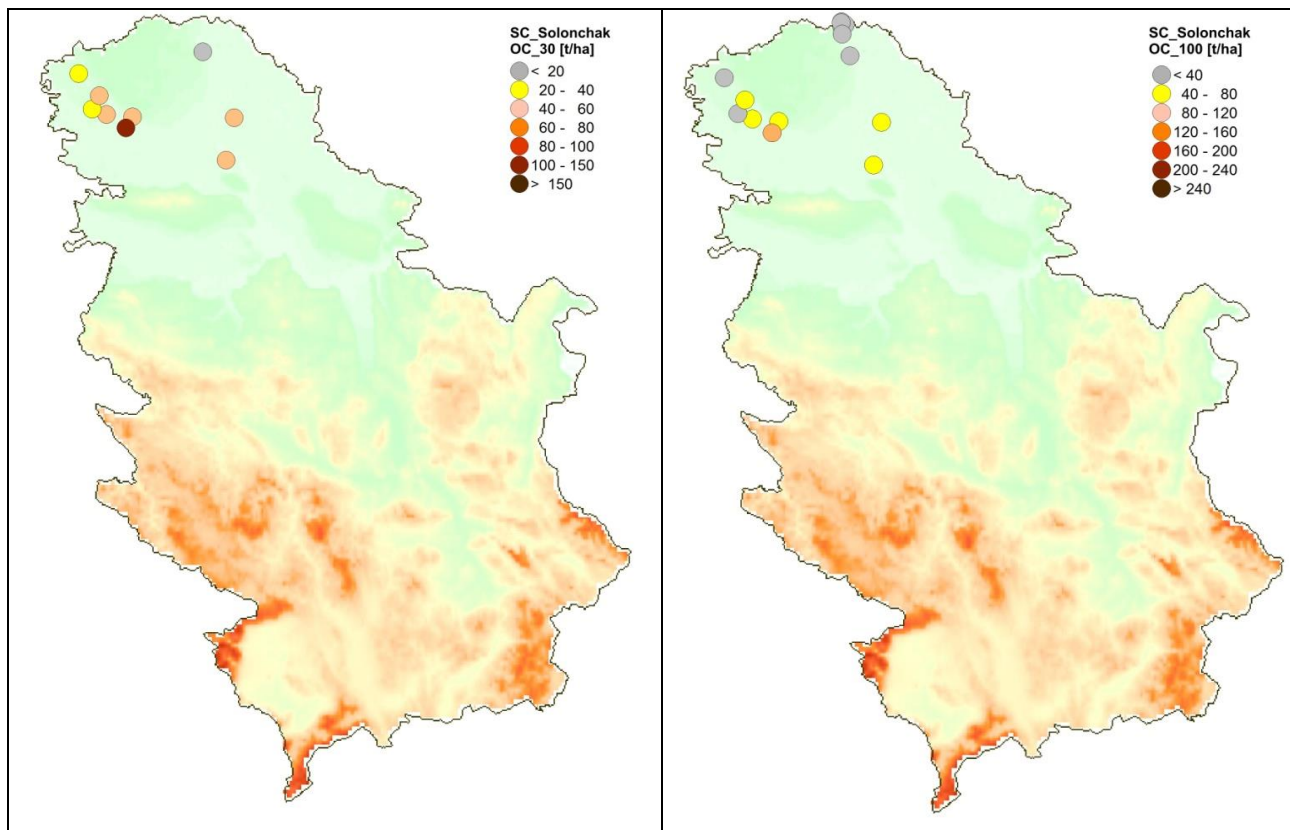 SC_Solonchak
OC_30 [t/ha]
< 20
20 - 40
40 - 60
60 - 80
80 - 100
100 - 150
> 150
SC_Solonchak
OC_100 [t/ha]
< 40
40 - 80
80 - 120
120 - 160
160 - 200
200 - 240
> 240